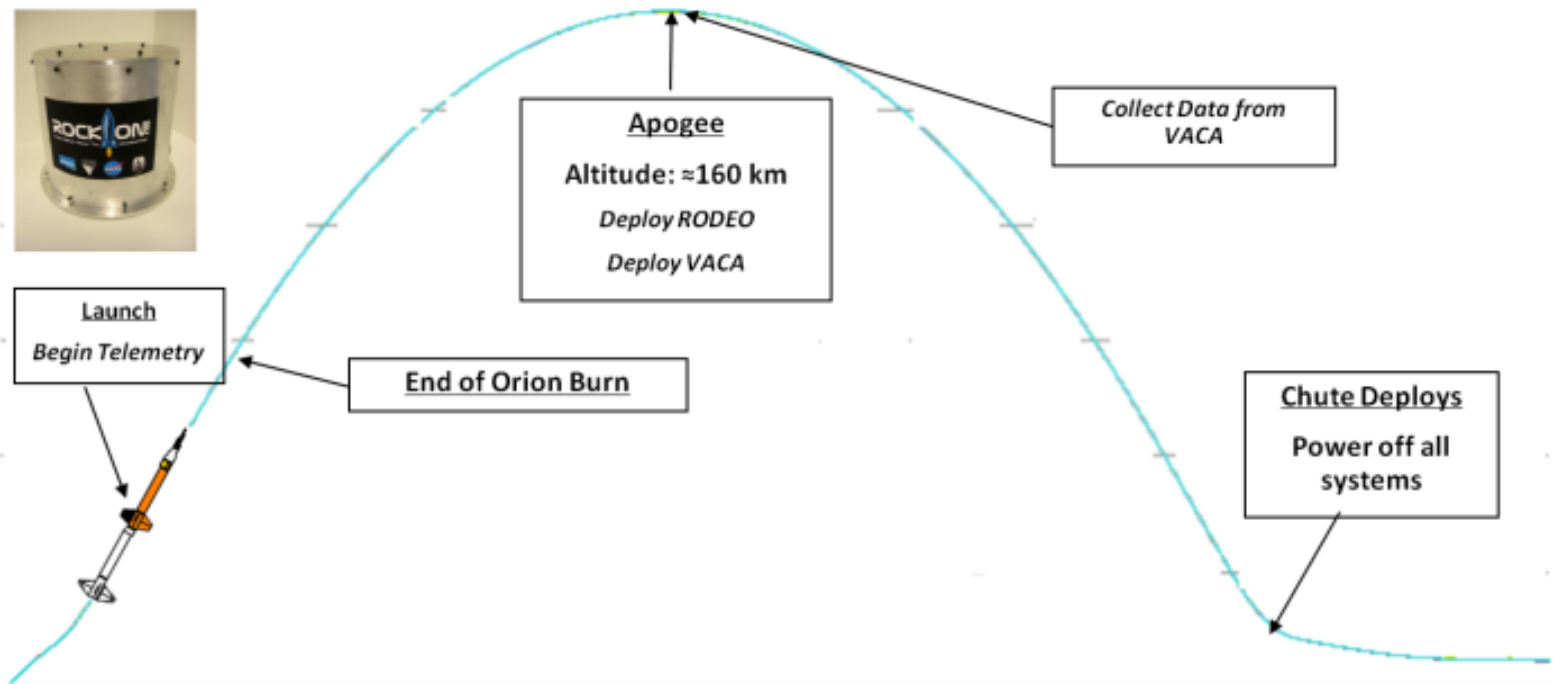 ROCK ON!
Launch
Begin Telemetry
End of Orion Burn
Apogee
Altitude: ≈160 km
Deploy RODEO
Deploy VACA
Collect Data from
VACA
Chute Deploys
Power off all
systems